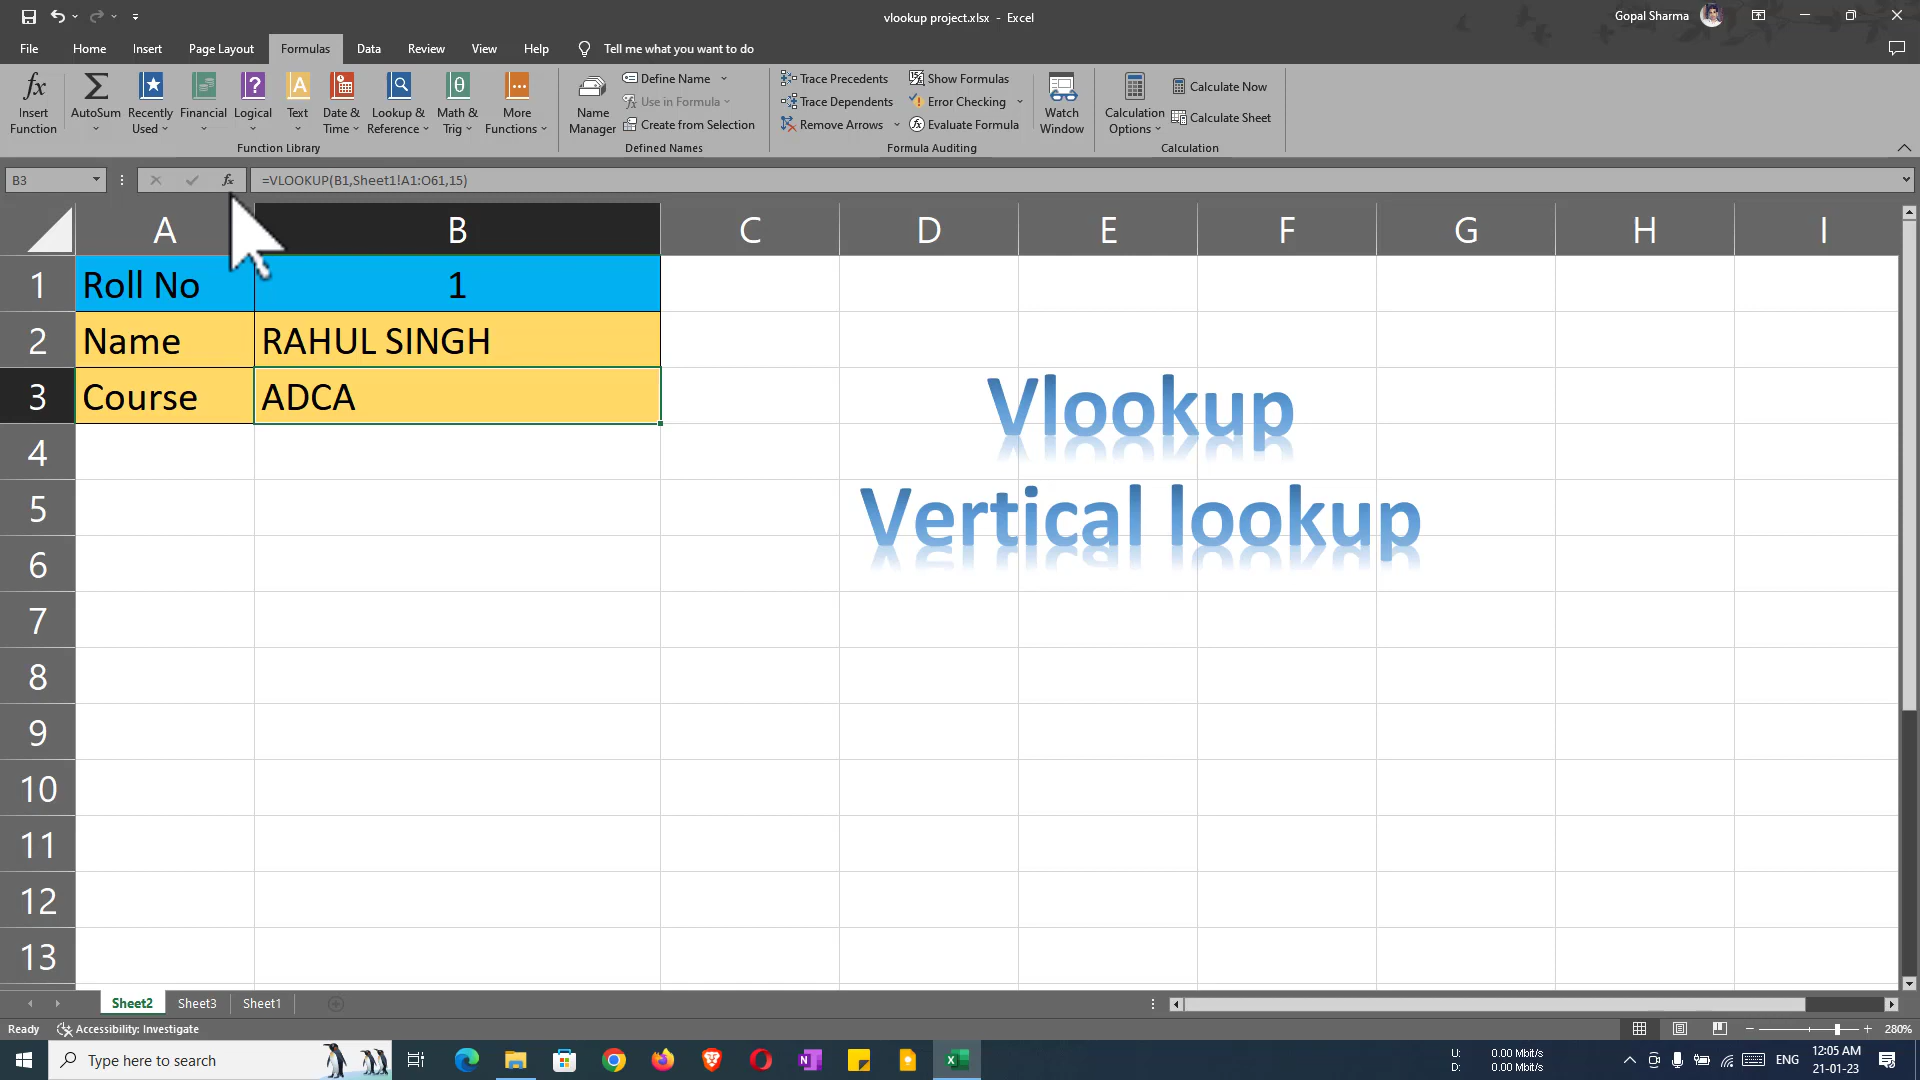 vlookup project.xlsx - Excel
Gopal Sharma
File Home Insert Page Layout Formulas Data Review View Help Tell me what you want to do
Insert Function
AutoSum
Recently Used
Financial
Logical
Text
Date & Time
Lookup & Reference
Math & Trig
More Functions
Function Library
Name Manager
Define Name
Use in Formula
Create from Selection
Defined Names
Trace Precedents
Trace Dependents
Remove Arrows
Show Formulas
Error Checking
Evaluate Formula
Formula Auditing
Watch Window
Calculation Options
Calculate Now
Calculate Sheet
Calculation
B3 fx =VLOOKUP(B1,Sheet1!A1:O61,15)
A B C D E F G H I
1 Roll No 1
2 Name RAHUL SINGH
3 Course ADCA
Vlookup
4
Vertical lookup
5
6
7
8
9
10
11
12
13
Sheet2 Sheet3 Sheet1
Ready Accessibility: Investigate 280%
Type here to search
U: 0.00 Mbit/s
D: 0.00 Mbit/s
ENG
12:05 AM
21-01-23